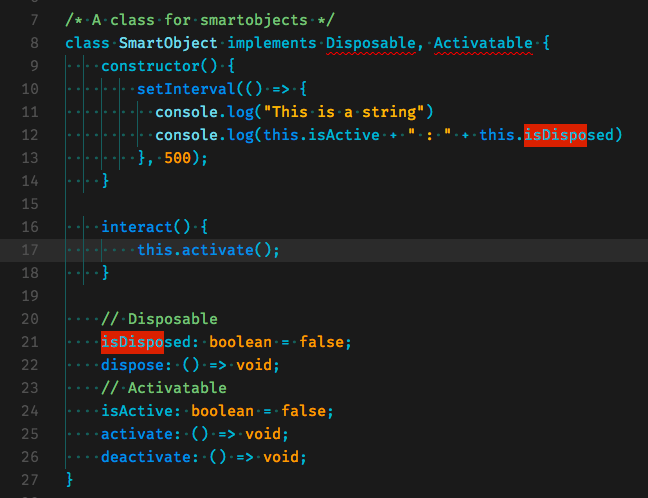 7 /* A class for smartobjects */
8 class SmartObject implements Disposable, Activatable {
9     constructor() {
10         setInterval(() => {
11           console.log("This is a string")
12           console.log(this.isActive + " : " + this.isDisposed)
13         }, 500);
14     }
15
16     interact() {
17         this.activate();
18     }
19
20     // Disposable
21     isDisposed: boolean = false;
22     dispose: () => void;
23     // Activatable
24     isActive: boolean = false;
25     activate: () => void;
26     deactivate: () => void;
27 }